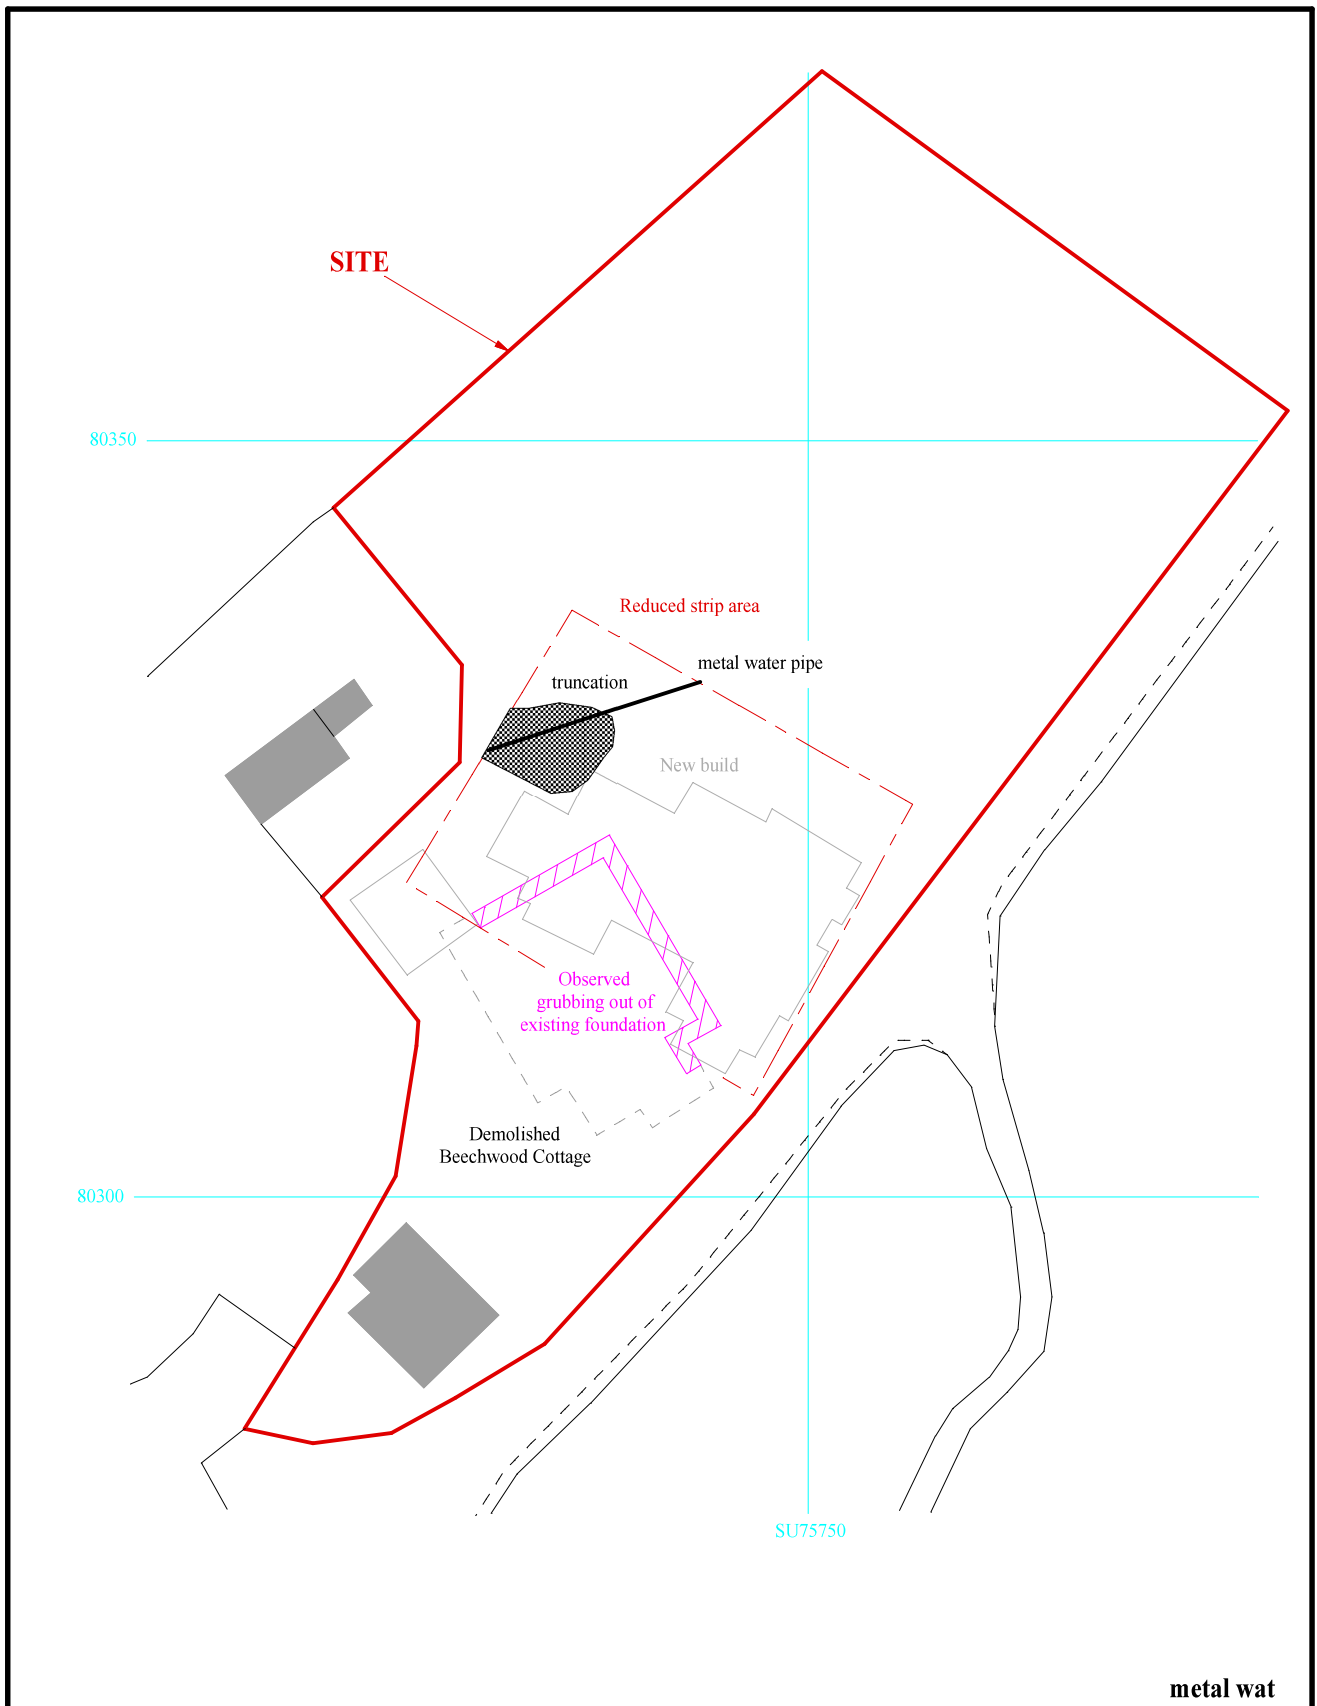 SITE
80350
Reduced strip area
metal water pipe
truncation
New build
Observed
grubbing out of
existing foundation
Demolished
Beechwood Cottage
80300
SU75750
metal wat